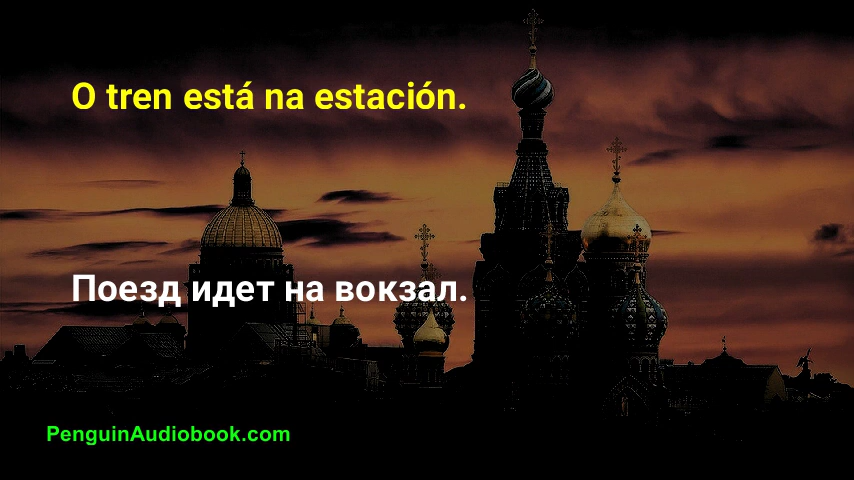 O tren está na estación.
Поезд идет на вокзал.
PenguinAudiobook.com